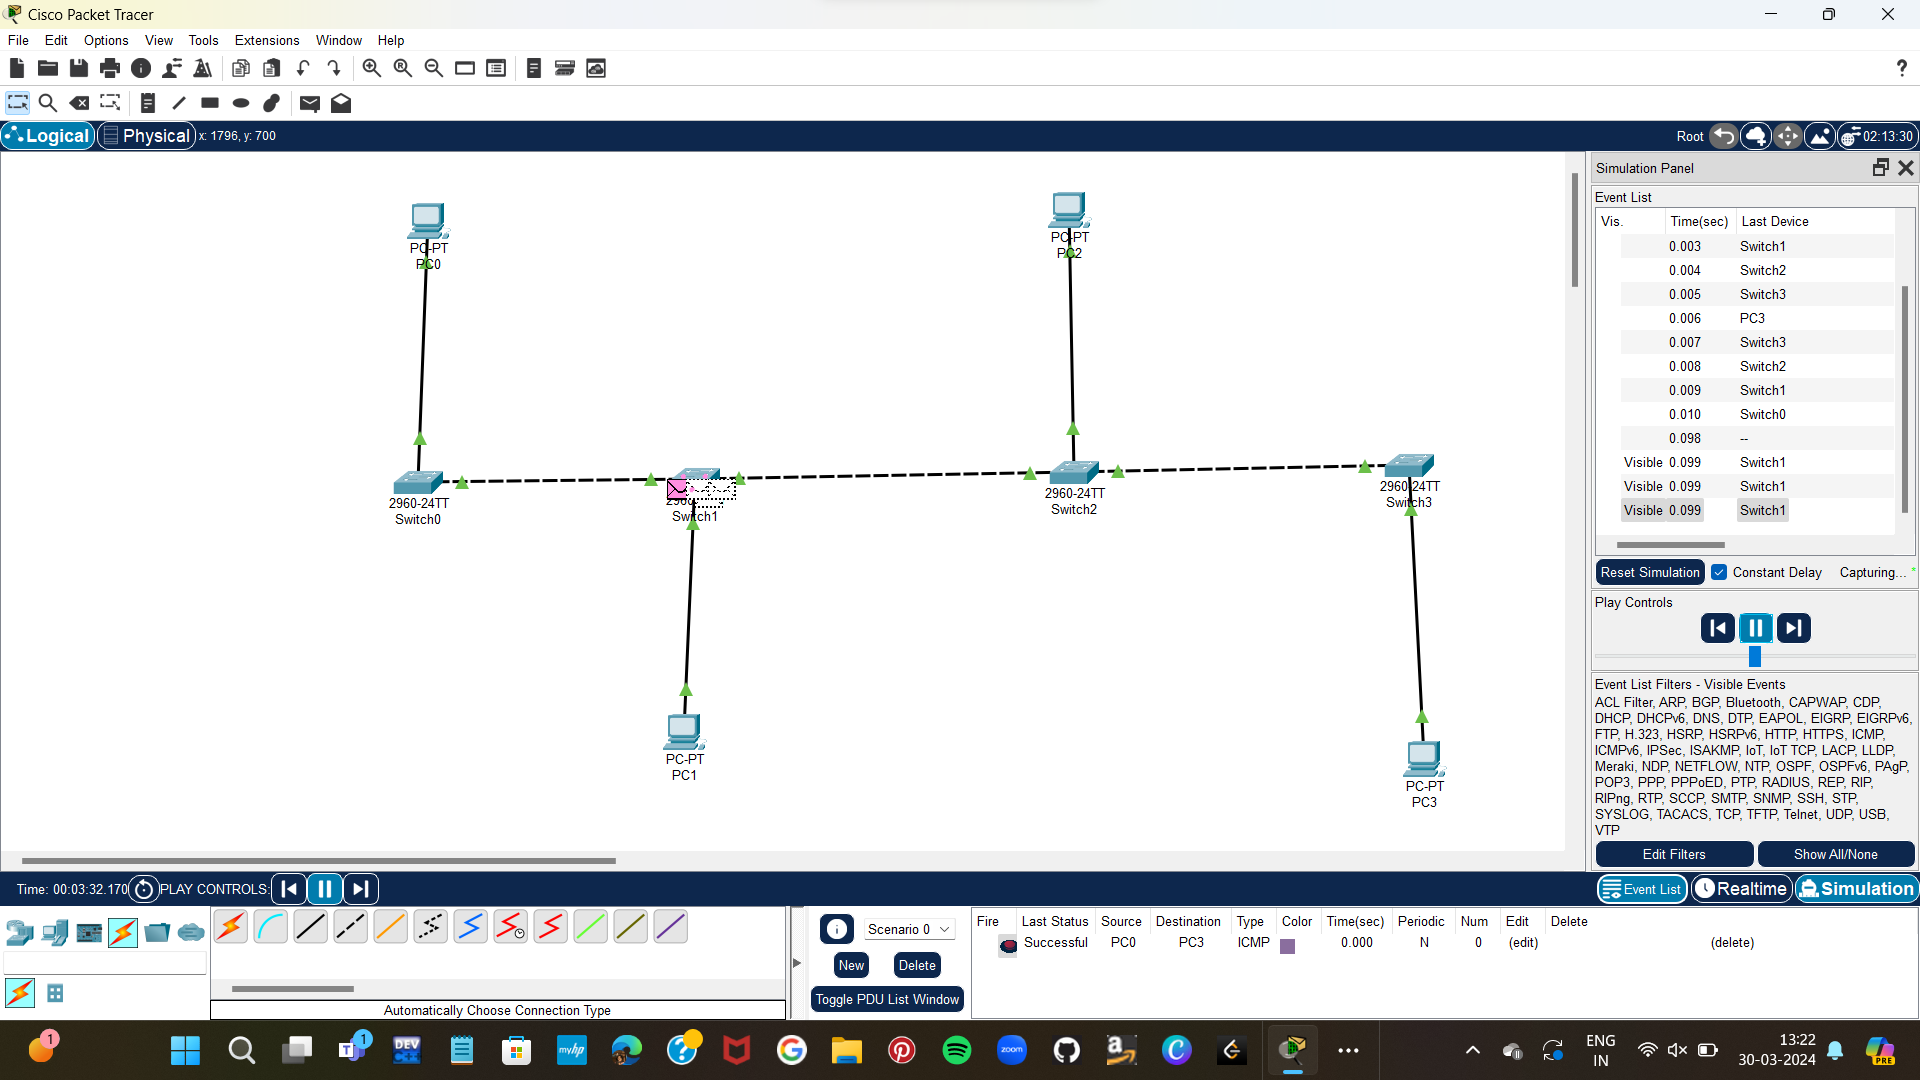 Cisco Packet Tracer
File Edit Options View Tools Extensions Window Help
?
Logical Physical x: 1796, y: 700
Root 02:13:30
PC-PT
PC0
PC-PT
PC2
2960-24TT
Switch0
Switch1
2960-24TT
Switch2
2960-24TT
Switch3
PC-PT
PC1
PC-PT
PC3
Simulation Panel
Event List
Vis. Time(sec) Last Device
0.003 Switch1
0.004 Switch2
0.005 Switch3
0.006 PC3
0.007 Switch3
0.008 Switch2
0.009 Switch1
0.010 Switch0
0.098 --
Visible 0.099 Switch1
Visible 0.099 Switch1
Visible 0.099 Switch1
Reset Simulation Constant Delay Capturing...
Play Controls
Event List Filters - Visible Events
ACL Filter, ARP, BGP, Bluetooth, CAPWAP, CDP,
DHCP, DHCPv6, DNS, DTP, EAPOL, EIGRP, EIGRPv6,
FTP, H.323, HSRP, HSRPv6, HTTP, HTTPS, ICMP,
ICMPv6, IPSec, ISAKMP, IoT, IoT TCP, LACP, LLDP,
Meraki, NDP, NETFLOW, NTP, OSPF, OSPFv6, PAgP,
POP3, PPP, PPPoED, PTP, RADIUS, REP, RIP,
RIPng, RTP, SCCP, SMTP, SNMP, SSH, STP,
SYSLOG, TACACS, TCP, TFTP, Telnet, UDP, USB,
VTP
Edit Filters Show All/None
Time: 00:03:32.170 PLAY CONTROLS:
Event List Realtime Simulation
Automatically Choose Connection Type
Scenario 0
New Delete
Toggle PDU List Window
Fire Last Status Source Destination Type Color Time(sec) Periodic Num Edit Delete
Successful PC0 PC3 ICMP 0.000 N 0 (edit) (delete)
1
1
DEV
C++
myhp
zoom
ENG
IN
13:22
30-03-2024
PRE